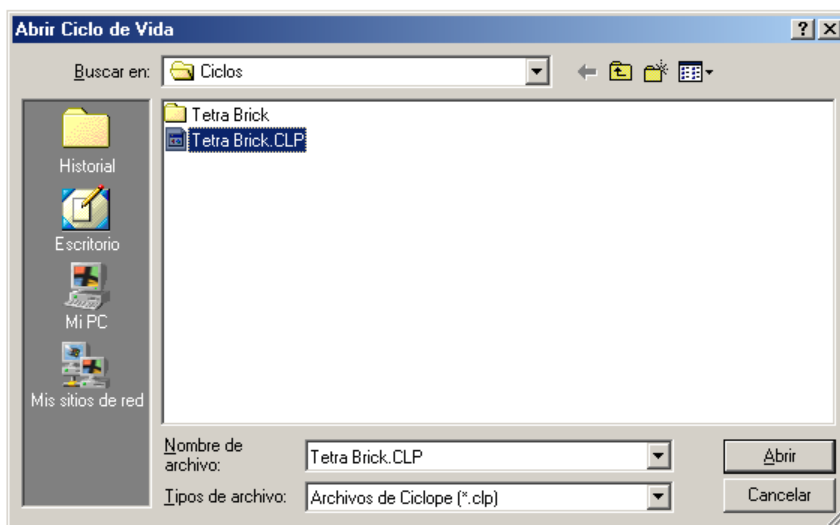 Abrir Ciclo de Vida
Buscar en: Ciclos
Historial
Escritorio
Mi PC
Mis sitios de red
Tetra Brick
Tetra Brick.CLP
Nombre de
archivo: Tetra Brick.CLP
Abrir
Tipos de archivo: Archivos de Ciclope (*.clp)
Cancelar